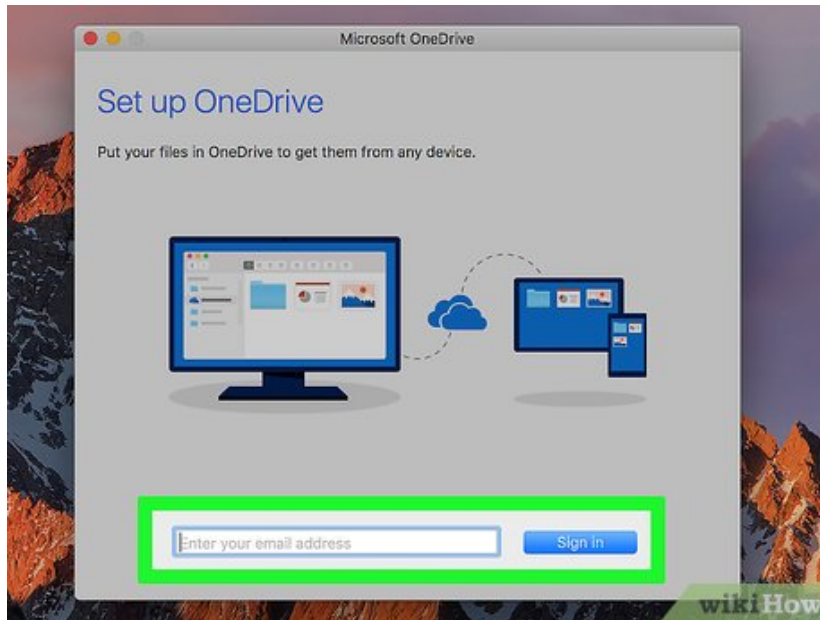 Microsoft OneDrive
Set up OneDrive
Put your files in OneDrive to get them from any device.
Enter your email address
Sign in
wikiHow